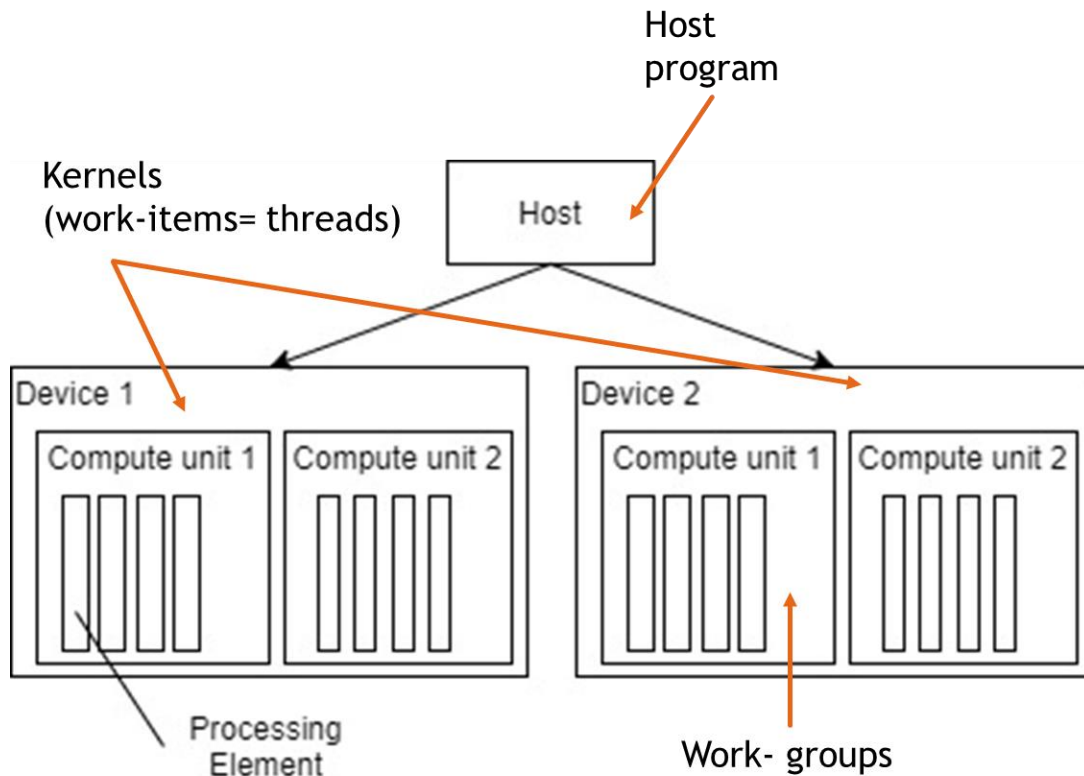 Host
program
Kernels
(work-items= threads)
Host
Device 1
Device 2
Compute unit 1
Compute unit 2
Compute unit 1
Compute unit 2
Processing
Element
Work- groups